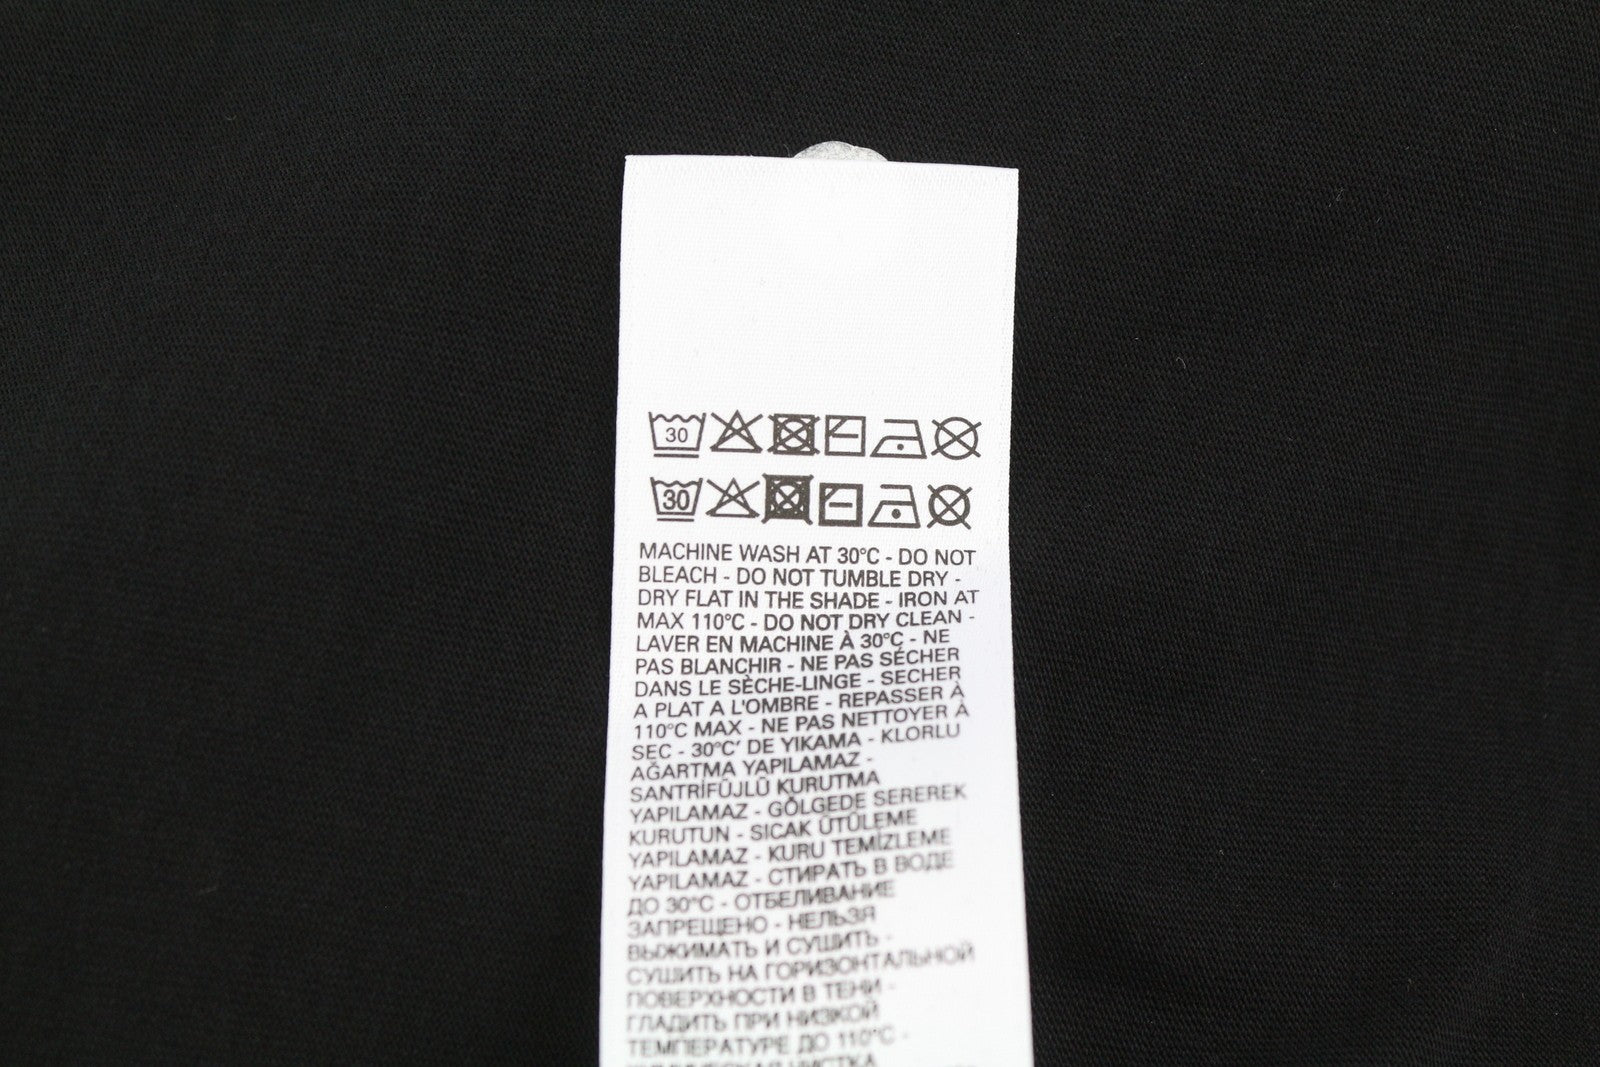 30
30
MACHINE WASH AT 30°C - DO NOT
BLEACH - DO NOT TUMBLE DRY -
DRY FLAT IN THE SHADE - IRON AT
MAX 110°C - DO NOT DRY CLEAN -
LAVER EN MACHINE À 30°C - NE
PAS BLANCHIR - NE PAS SÉCHER
DANS LE SÈCHE-LINGE - SECHER
A PLAT A L'OMBRE - REPASSER À
110°C MAX - NE PAS NETTOYER À
SEC - 30°C' DE YIKAMA - KLORLU
AĞARTMA YAPILAMAZ -
SANTRİFÜJLÜ KURUTMA
YAPILAMAZ - GÖLGEDE SEREREK
KURUTUN - SICAK ÜTÜLEME
YAPILAMAZ - KURU TEMİZLEME
YAPILAMAZ - СТИРАТЬ В ВОДЕ
ДО 30°C - ОТБЕЛИВАНИЕ
ЗАПРЕЩЕНО - НЕЛЬЗЯ
ВЫЖИМАТЬ И СУШИТЬ -
СУШИТЬ НА ГОРИЗОНТАЛЬНОЙ
ПОВЕРХНОСТИ В ТЕНИ -
ГЛАДИТЬ ПРИ НИЗКОЙ
ТЕМПЕРАТУРЕ ДО 110°C -